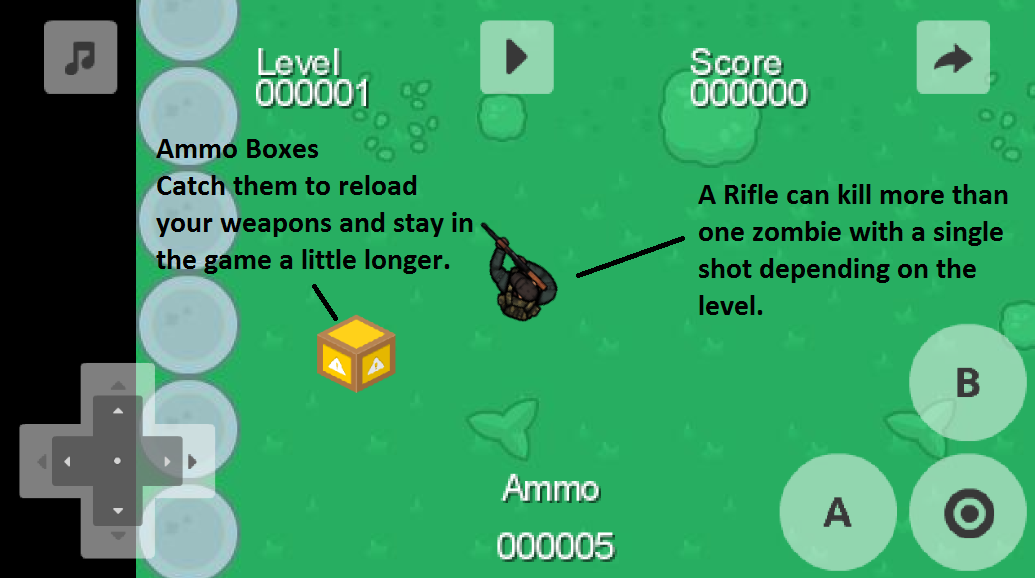 Level
000001
Score
000000
Ammo Boxes
Catch them to reload
your weapons and stay in
the game a little longer.
A Rifle can kill more than
one zombie with a single
shot depending on the
level.
B
A
Ammo
000005